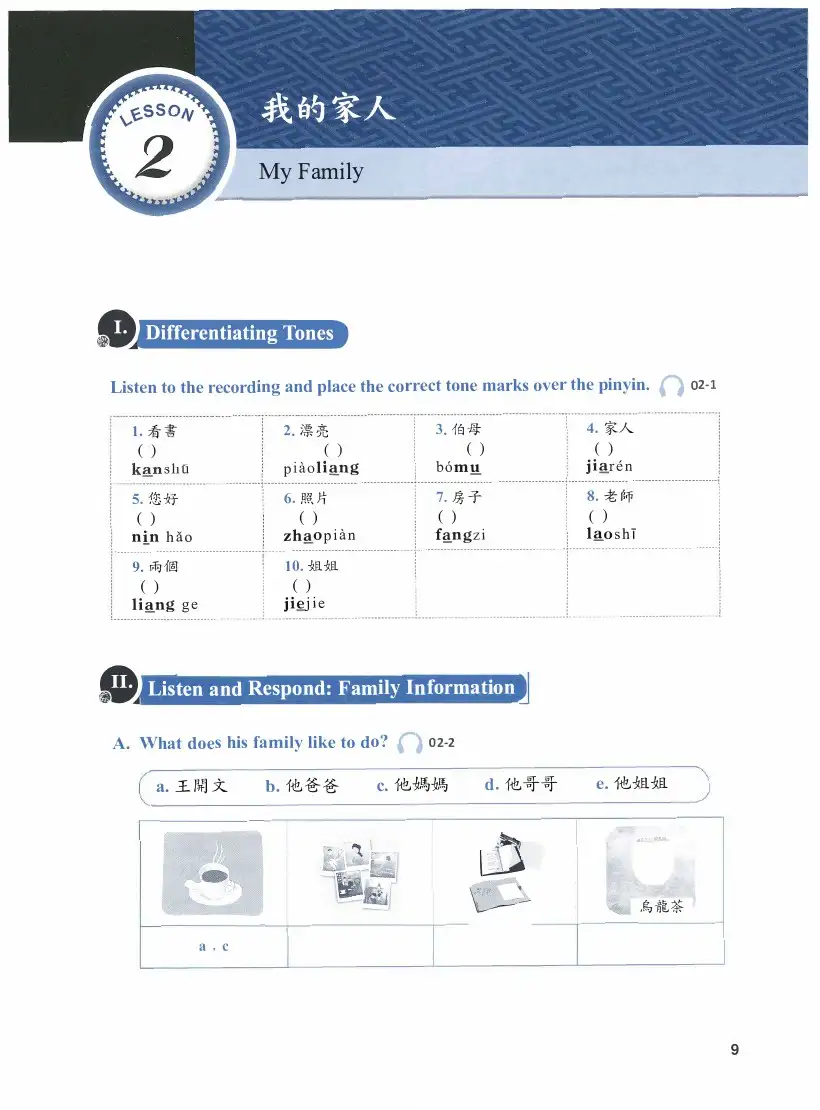 LESSON
2
我的家人
My Family
I. Differentiating Tones
Listen to the recording and place the correct tone marks over the pinyin. 02-1
1. 看書 2. 漂亮 3. 伯母 4. 家人
( ) ( ) ( ) ( )
kanshū piàoliang bómu jiarén
5. 您好 6. 照片 7. 房子 8. 老師
( ) ( ) ( ) ( )
nin hǎo zhaopiàn fangzi laoshī
9. 兩個 10. 姐姐
( ) ( )
liang ge jiejie
II. Listen and Respond: Family Information
A. What does his family like to do? 02-2
a. 王開文 b. 他爸爸 c. 他媽媽 d. 他哥哥 e. 他姐姐
烏龍茶
a . c
9